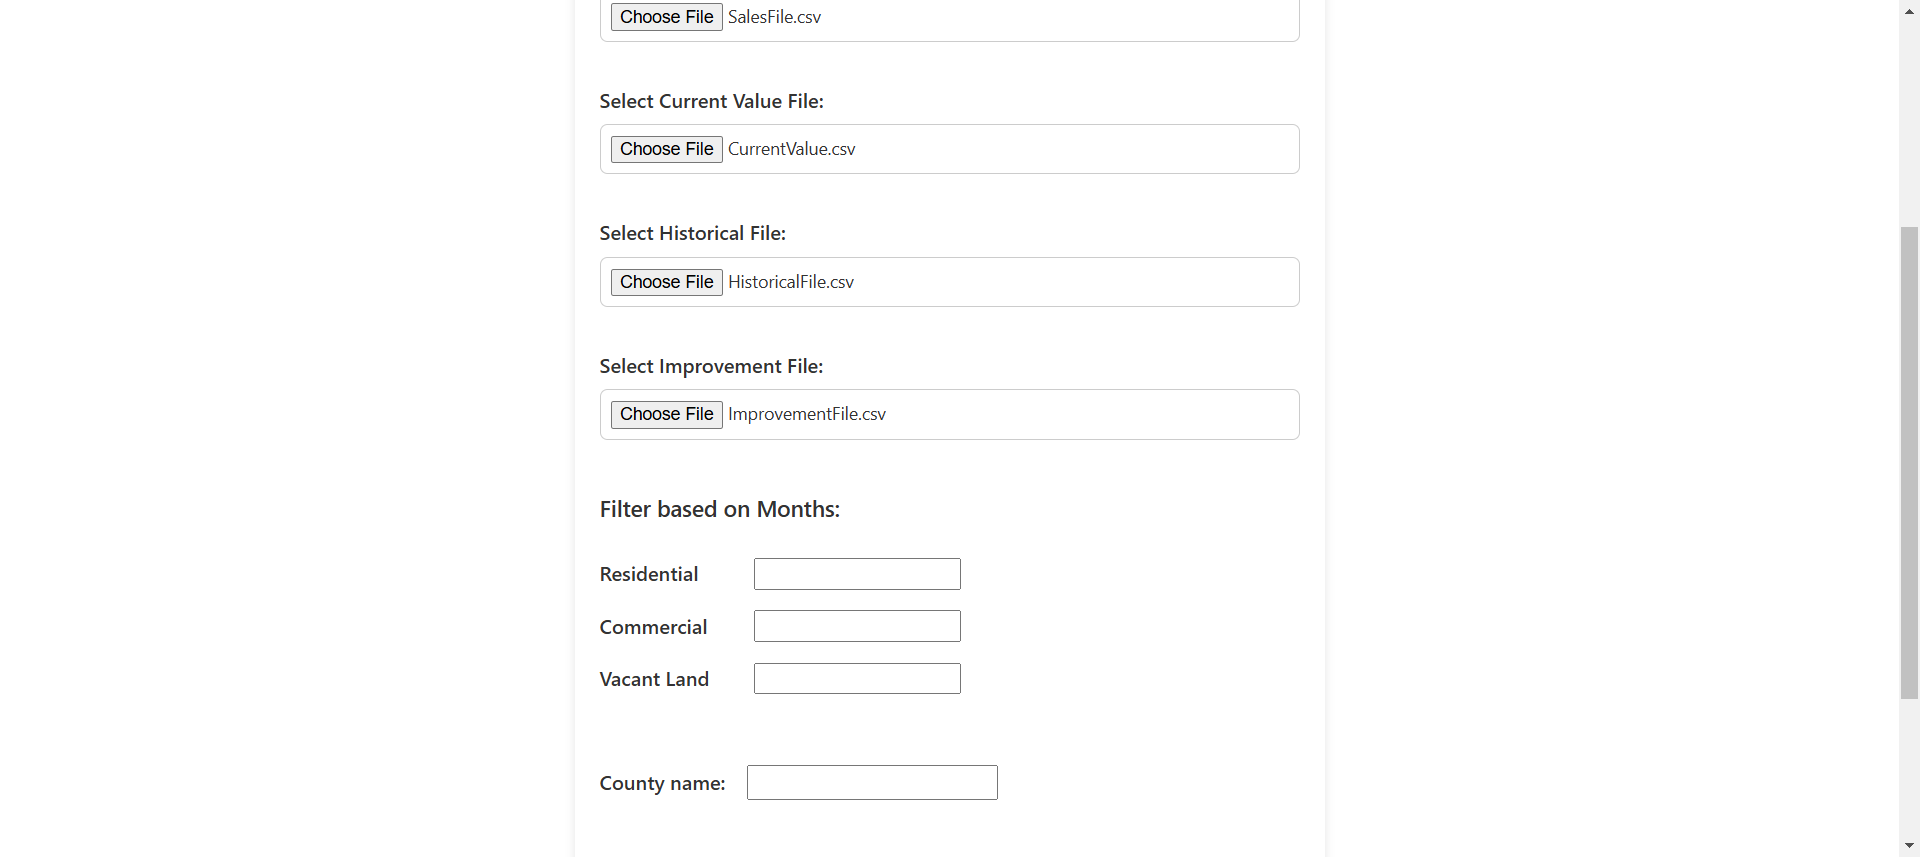 Choose File SalesFile.csv
Select Current Value File:
Choose File CurrentValue.csv
Select Historical File:
Choose File HistoricalFile.csv
Select Improvement File:
Choose File ImprovementFile.csv
Filter based on Months:
Residential
Commercial
Vacant Land
County name: